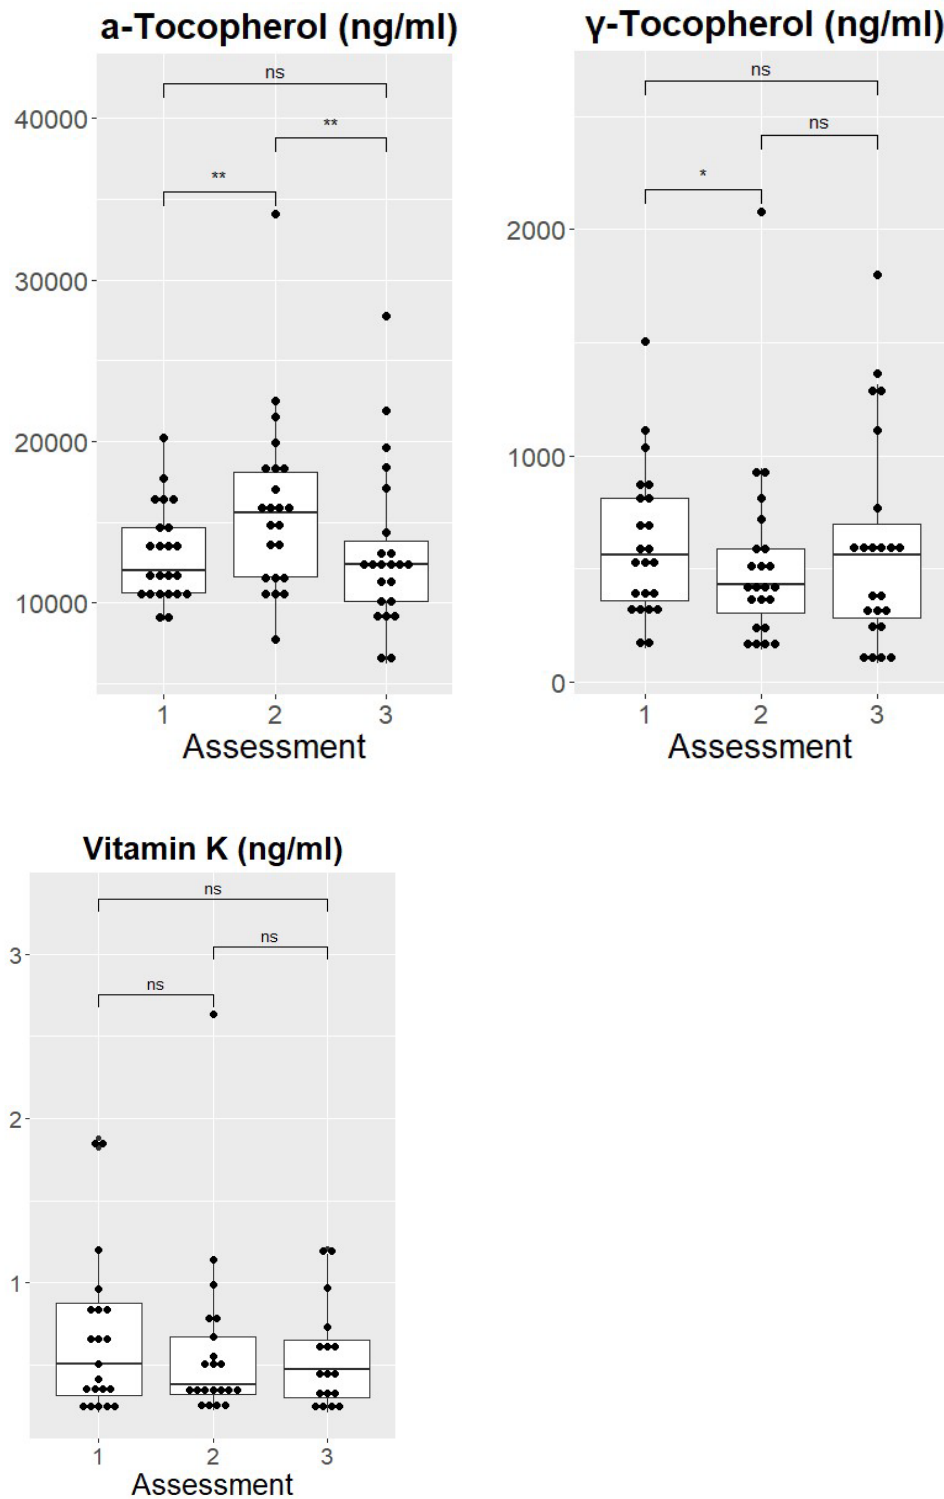 a-Tocopherol (ng/ml)
ns
40000
**
**
30000
20000
10000
1 2 3
Assessment
γ-Tocopherol (ng/ml)
ns
ns
*
2000
1000
0
1 2 3
Assessment
Vitamin K (ng/ml)
ns
ns
3
ns
2
1
1 2 3
Assessment